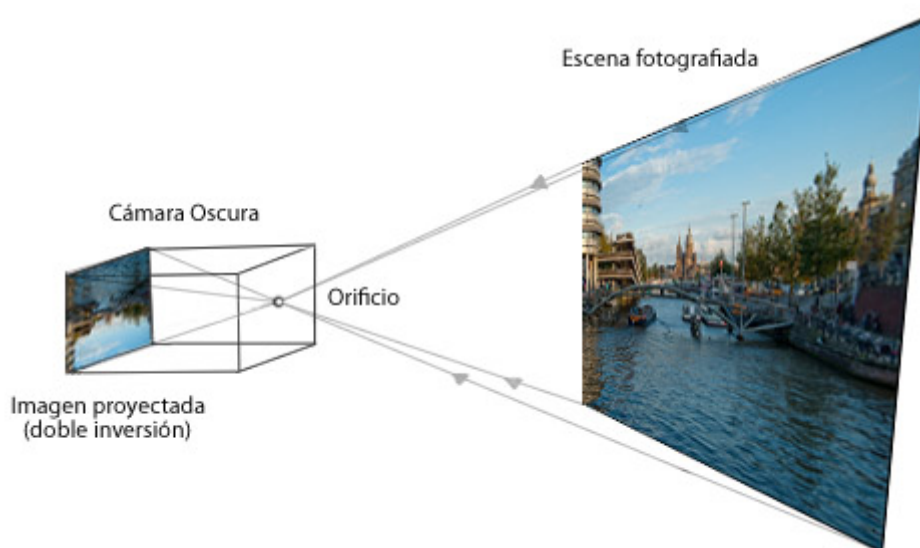 Escena fotografiada
Cámara Oscura
Orificio
Imagen proyectada
(doble inversión)